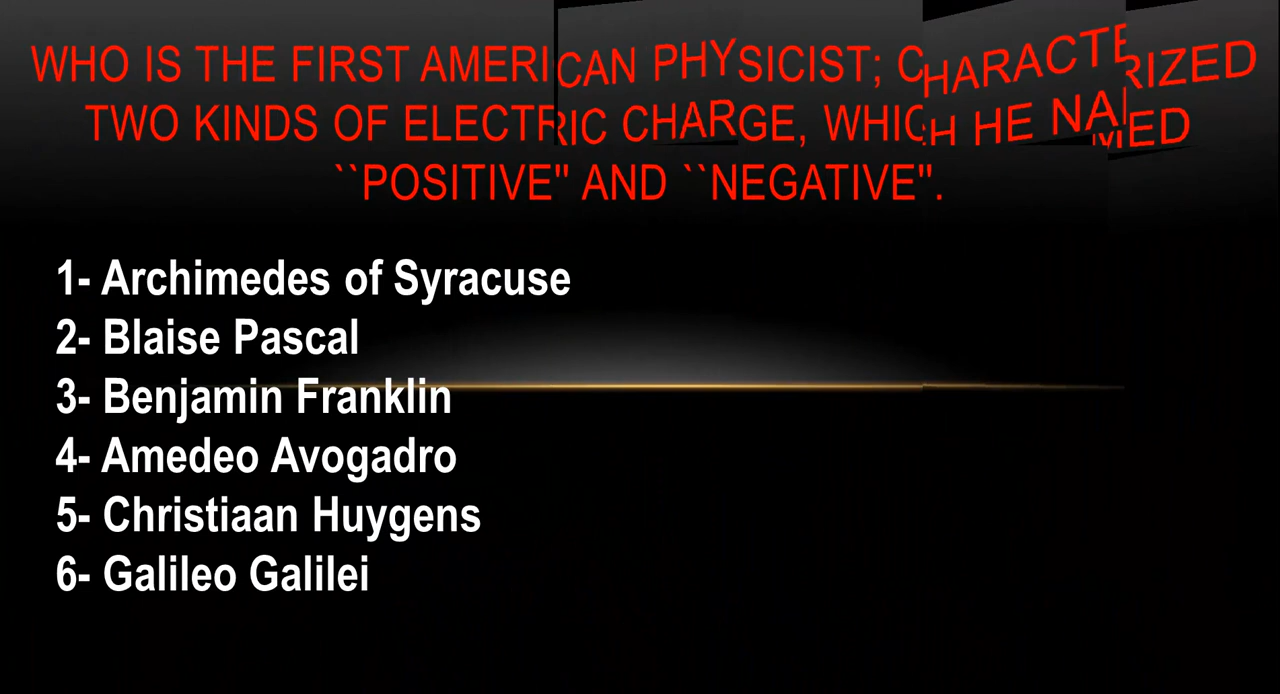 WHO IS THE FIRST AMERICAN PHYSICIST; CHARACTERIZED
TWO KINDS OF ELECTRIC CHARGE, WHICH HE NAMED
``POSITIVE" AND ``NEGATIVE".
1- Archimedes of Syracuse
2- Blaise Pascal
3- Benjamin Franklin
4- Amedeo Avogadro
5- Christiaan Huygens
6- Galileo Galilei